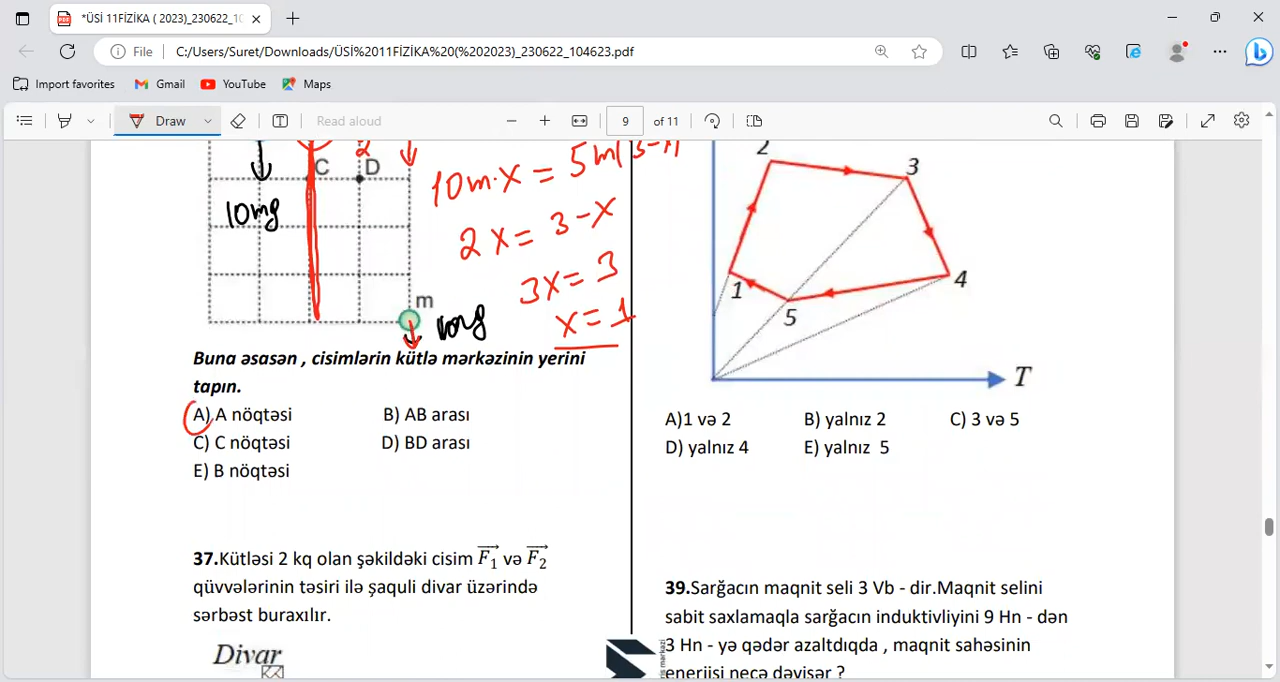 *ÜSİ 11FİZİKA ( 2023)_230622_10
File
C:/Users/Suret/Downloads/ÜSİ%2011FİZİKA%20(%202023)_230622_104623.pdf
Import favorites
Gmail
YouTube
Maps
Draw
Read aloud
9 of 11
C D
10mg
m
10mg
2
10m·x = 5m(3-x)
2x = 3-x
3x = 3
x = 1
Buna əsasən , cisimlərin kütlə mərkəzinin yerini
tapın.
A) A nöqtəsi B) AB arası
C) C nöqtəsi D) BD arası
E) B nöqtəsi
37.Kütləsi 2 kq olan şəkildəki cisim F₁ və F₂
qüvvələrinin təsiri ilə şaquli divar üzərində
sərbəst buraxılır.
Divar
2
3
1
4
5
T
A)1 və 2 B) yalnız 2 C) 3 və 5
D) yalnız 4 E) yalnız 5
39.Sarğacın maqnit seli 3 Vb - dir.Maqnit selini
sabit saxlamaqla sarğacın induktivliyini 9 Hn - dən
3 Hn - yə qədər azaltdıqda , maqnit sahəsinin
enerjisi necə dəyişər ?